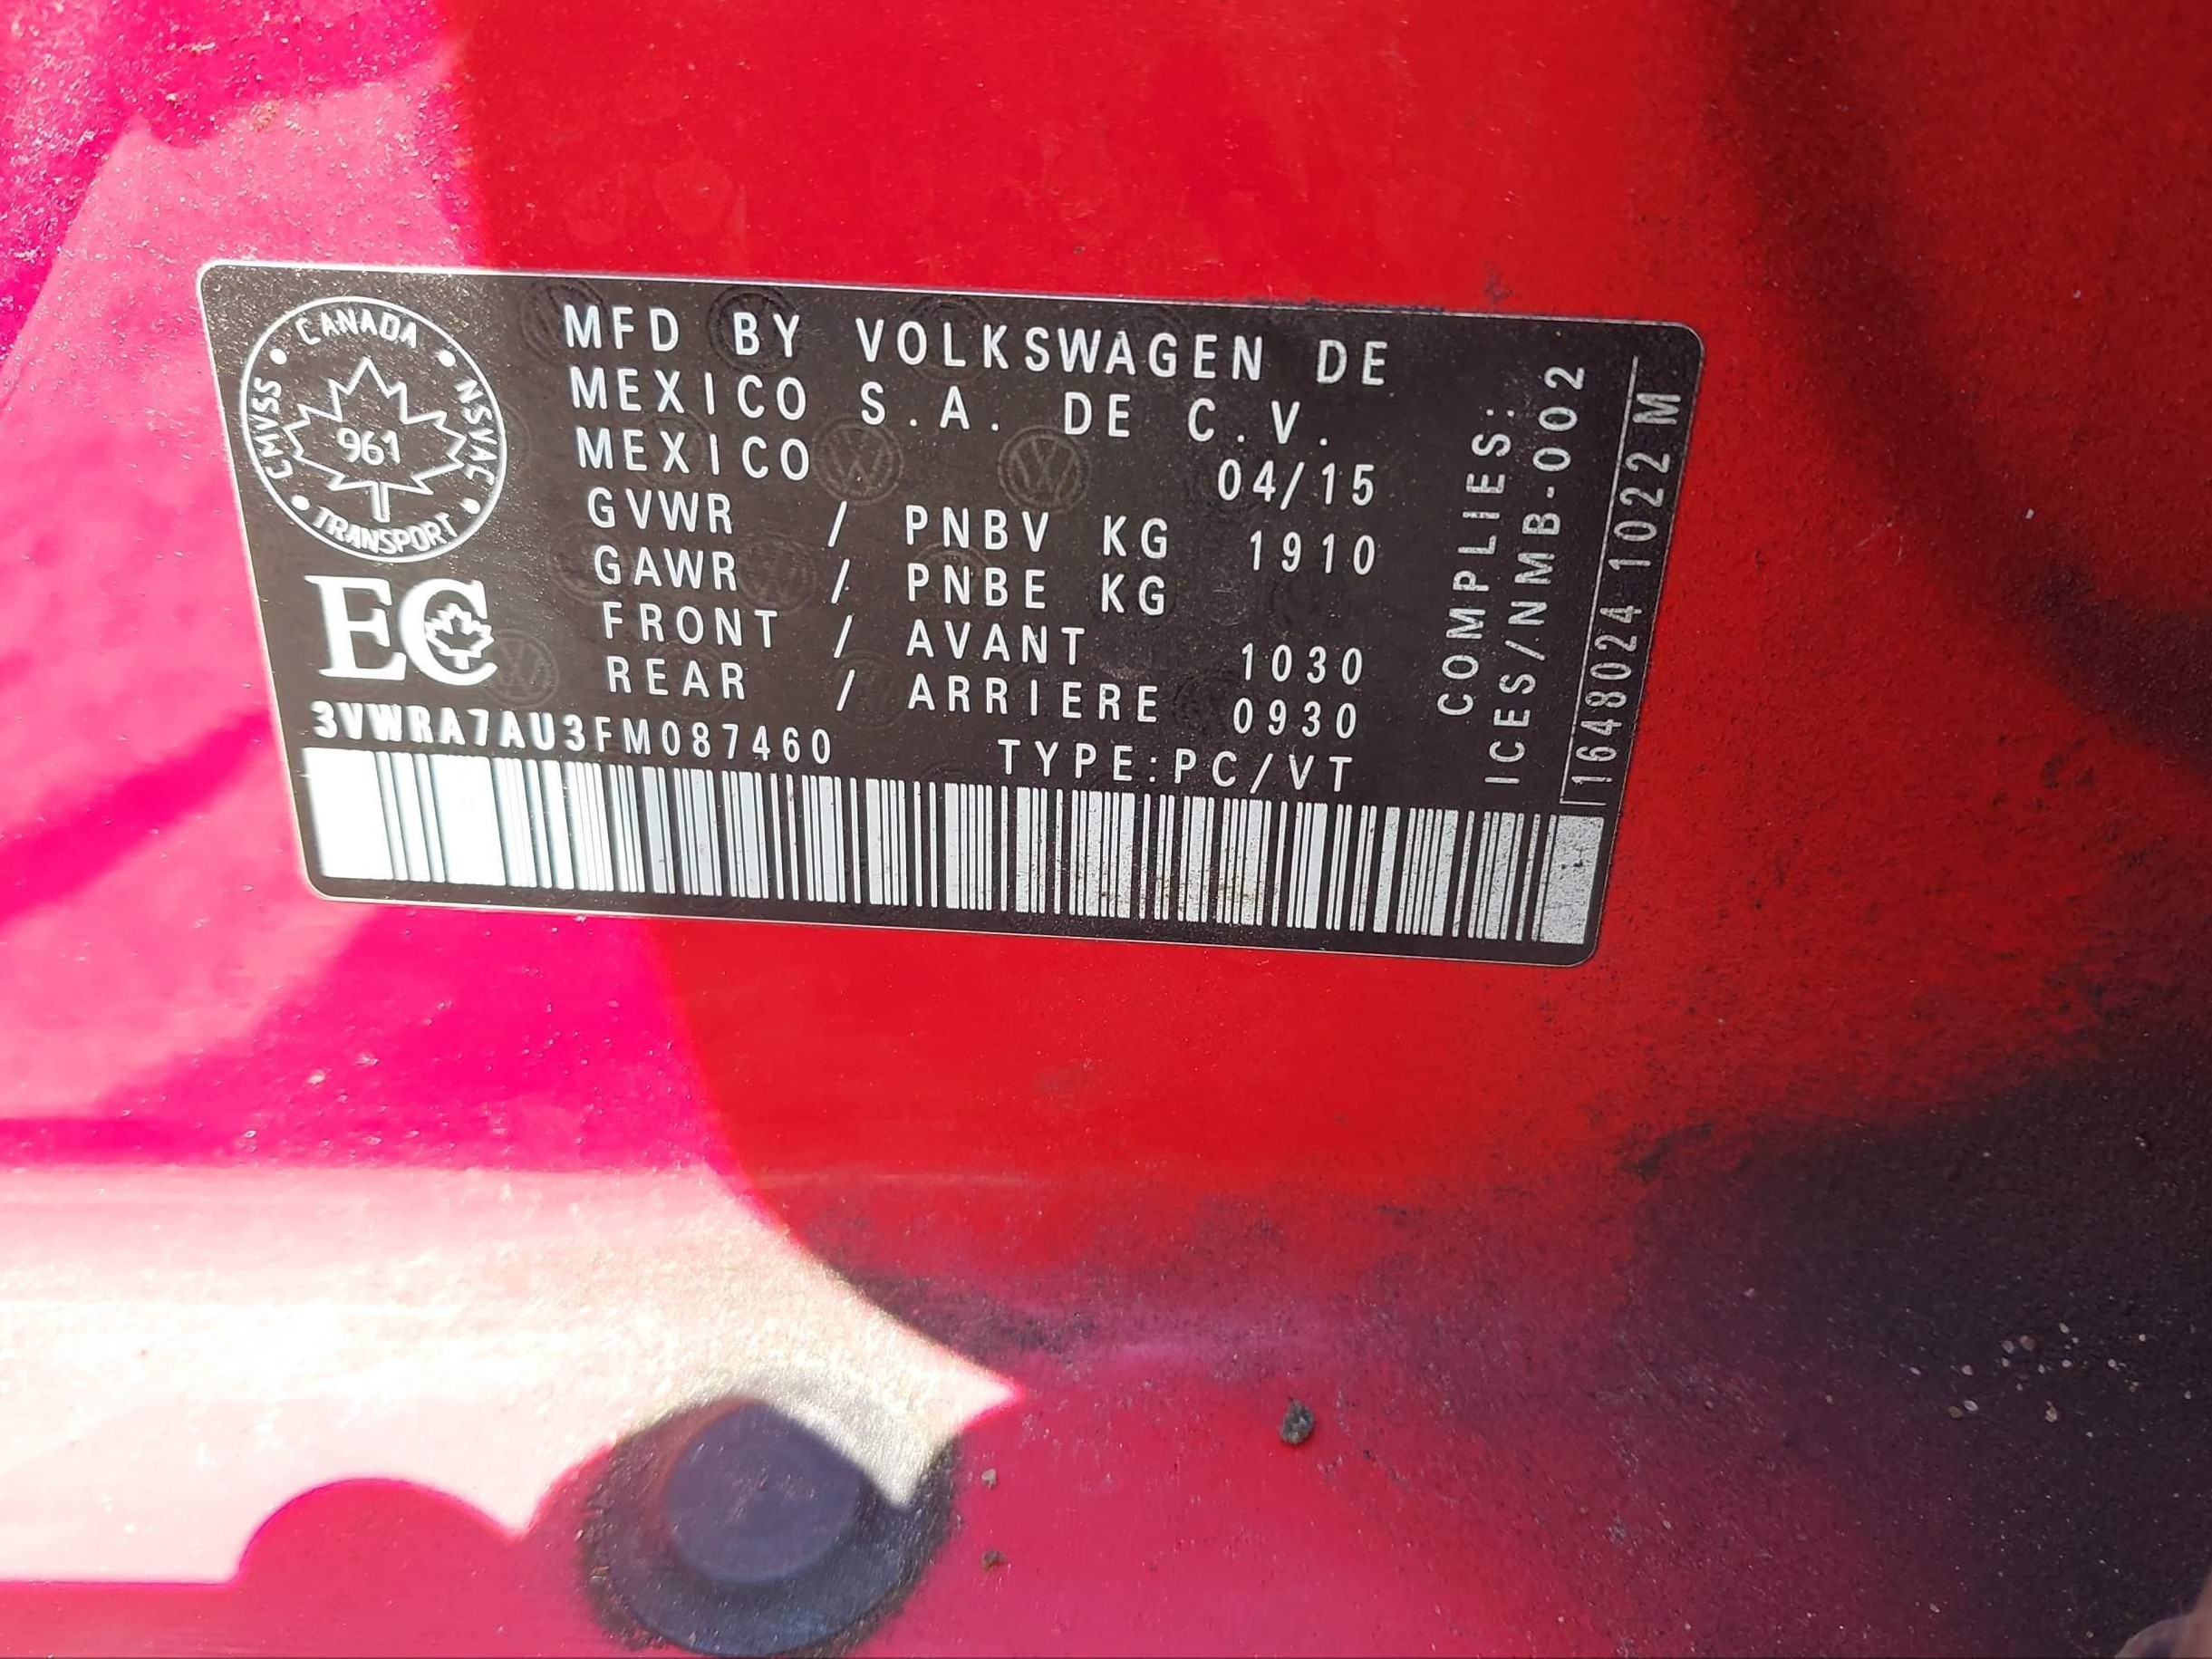 CANADA
CMVSS
NSVAC
961
TRANSPORT
EC
MFD BY VOLKSWAGEN DE
MEXICO S.A. DE C.V.
MEXICO 04/15
GVWR / PNBV KG 1910
GAWR / PNBE KG
FRONT / AVANT 1030
REAR / ARRIERE 0930
3VWRA7AU3FM087460 TYPE:PC/VT
COMPLIES:
ICES/NMB-002
1648024 1022 M